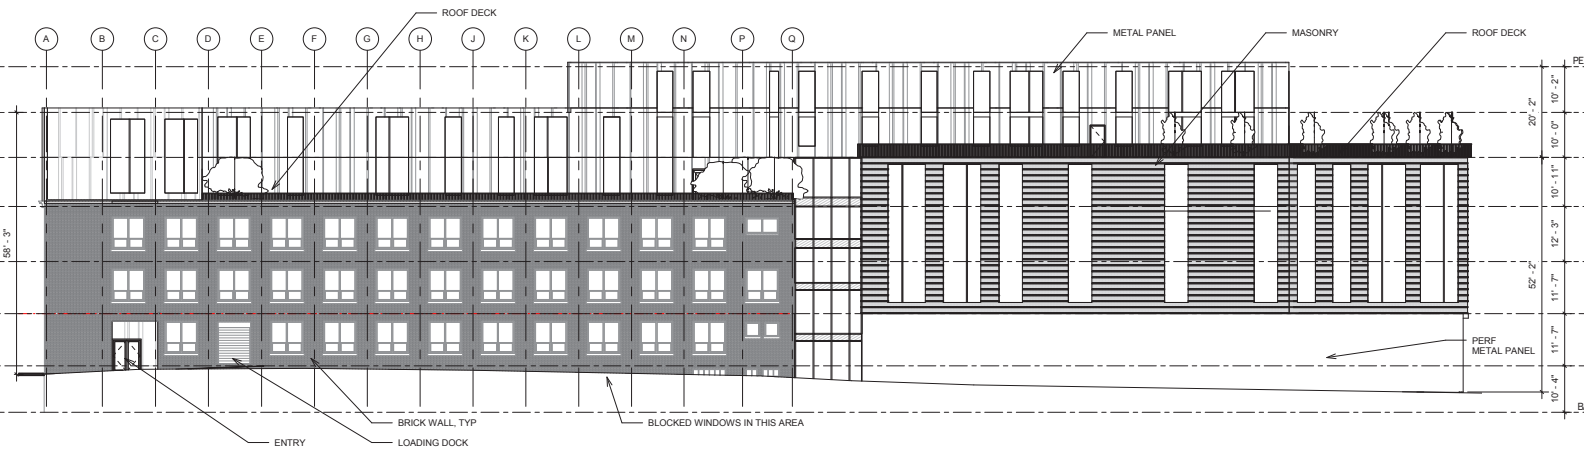 ROOF DECK
A B C D E F G H J K L M N P Q
METAL PANEL
MASONRY
ROOF DECK
PE
20' - 2"
10' - 2"
10' - 0"
10' - 11"
12' - 3"
52' - 2"
11' - 7"
11' - 7"
10' - 4"
58' - 3"
PERF
METAL PANEL
BRICK WALL, TYP
BLOCKED WINDOWS IN THIS AREA
ENTRY
LOADING DOCK
B